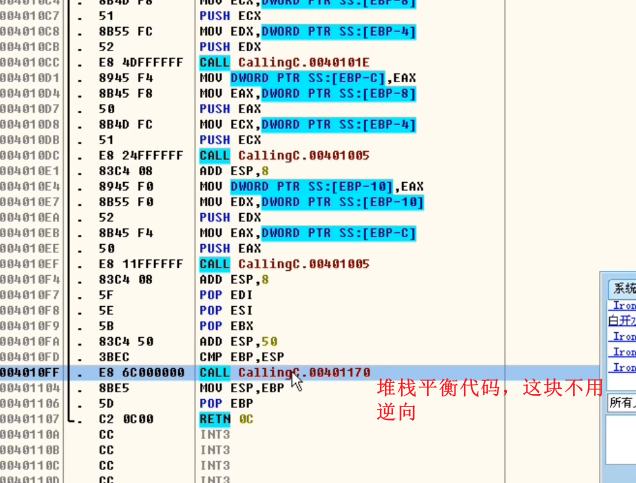 004010C4 . 8B4D F8 MOV ECX,DWORD PTR SS:[EBP-8]
004010C7 . 51 PUSH ECX
004010C8 . 8B55 FC MOV EDX,DWORD PTR SS:[EBP-4]
004010CB . 52 PUSH EDX
004010CC . E8 4DFFFFFF CALL CallingC.0040101E
004010D1 . 8945 F4 MOV DWORD PTR SS:[EBP-C],EAX
004010D4 . 8B45 F8 MOV EAX,DWORD PTR SS:[EBP-8]
004010D7 . 50 PUSH EAX
004010D8 . 8B4D FC MOV ECX,DWORD PTR SS:[EBP-4]
004010DB . 51 PUSH ECX
004010DC . E8 24FFFFFF CALL CallingC.00401005
004010E1 . 83C4 08 ADD ESP,8
004010E4 . 8945 F0 MOV DWORD PTR SS:[EBP-10],EAX
004010E7 . 8B55 F0 MOV EDX,DWORD PTR SS:[EBP-10]
004010EA . 52 PUSH EDX
004010EB . 8B45 F4 MOV EAX,DWORD PTR SS:[EBP-C]
004010EE . 50 PUSH EAX
004010EF . E8 11FFFFFF CALL CallingC.00401005
004010F4 . 83C4 08 ADD ESP,8
004010F7 . 5F POP EDI
004010F8 . 5E POP ESI
004010F9 . 5B POP EBX
004010FA . 83C4 50 ADD ESP,50
004010FD . 3BEC CMP EBP,ESP
004010FF . E8 6C000000 CALL CallingC.00401170
00401104 . 8BE5 MOV ESP,EBP
00401106 . 5D POP EBP
00401107 . C2 0C00 RETN 0C
0040110A CC INT3
0040110B CC INT3
0040110C CC INT3
0040110D CC INT3
堆栈平衡代码，这块不用
逆向
系统
Iron
白开
Iron
Iron
Iron
所有